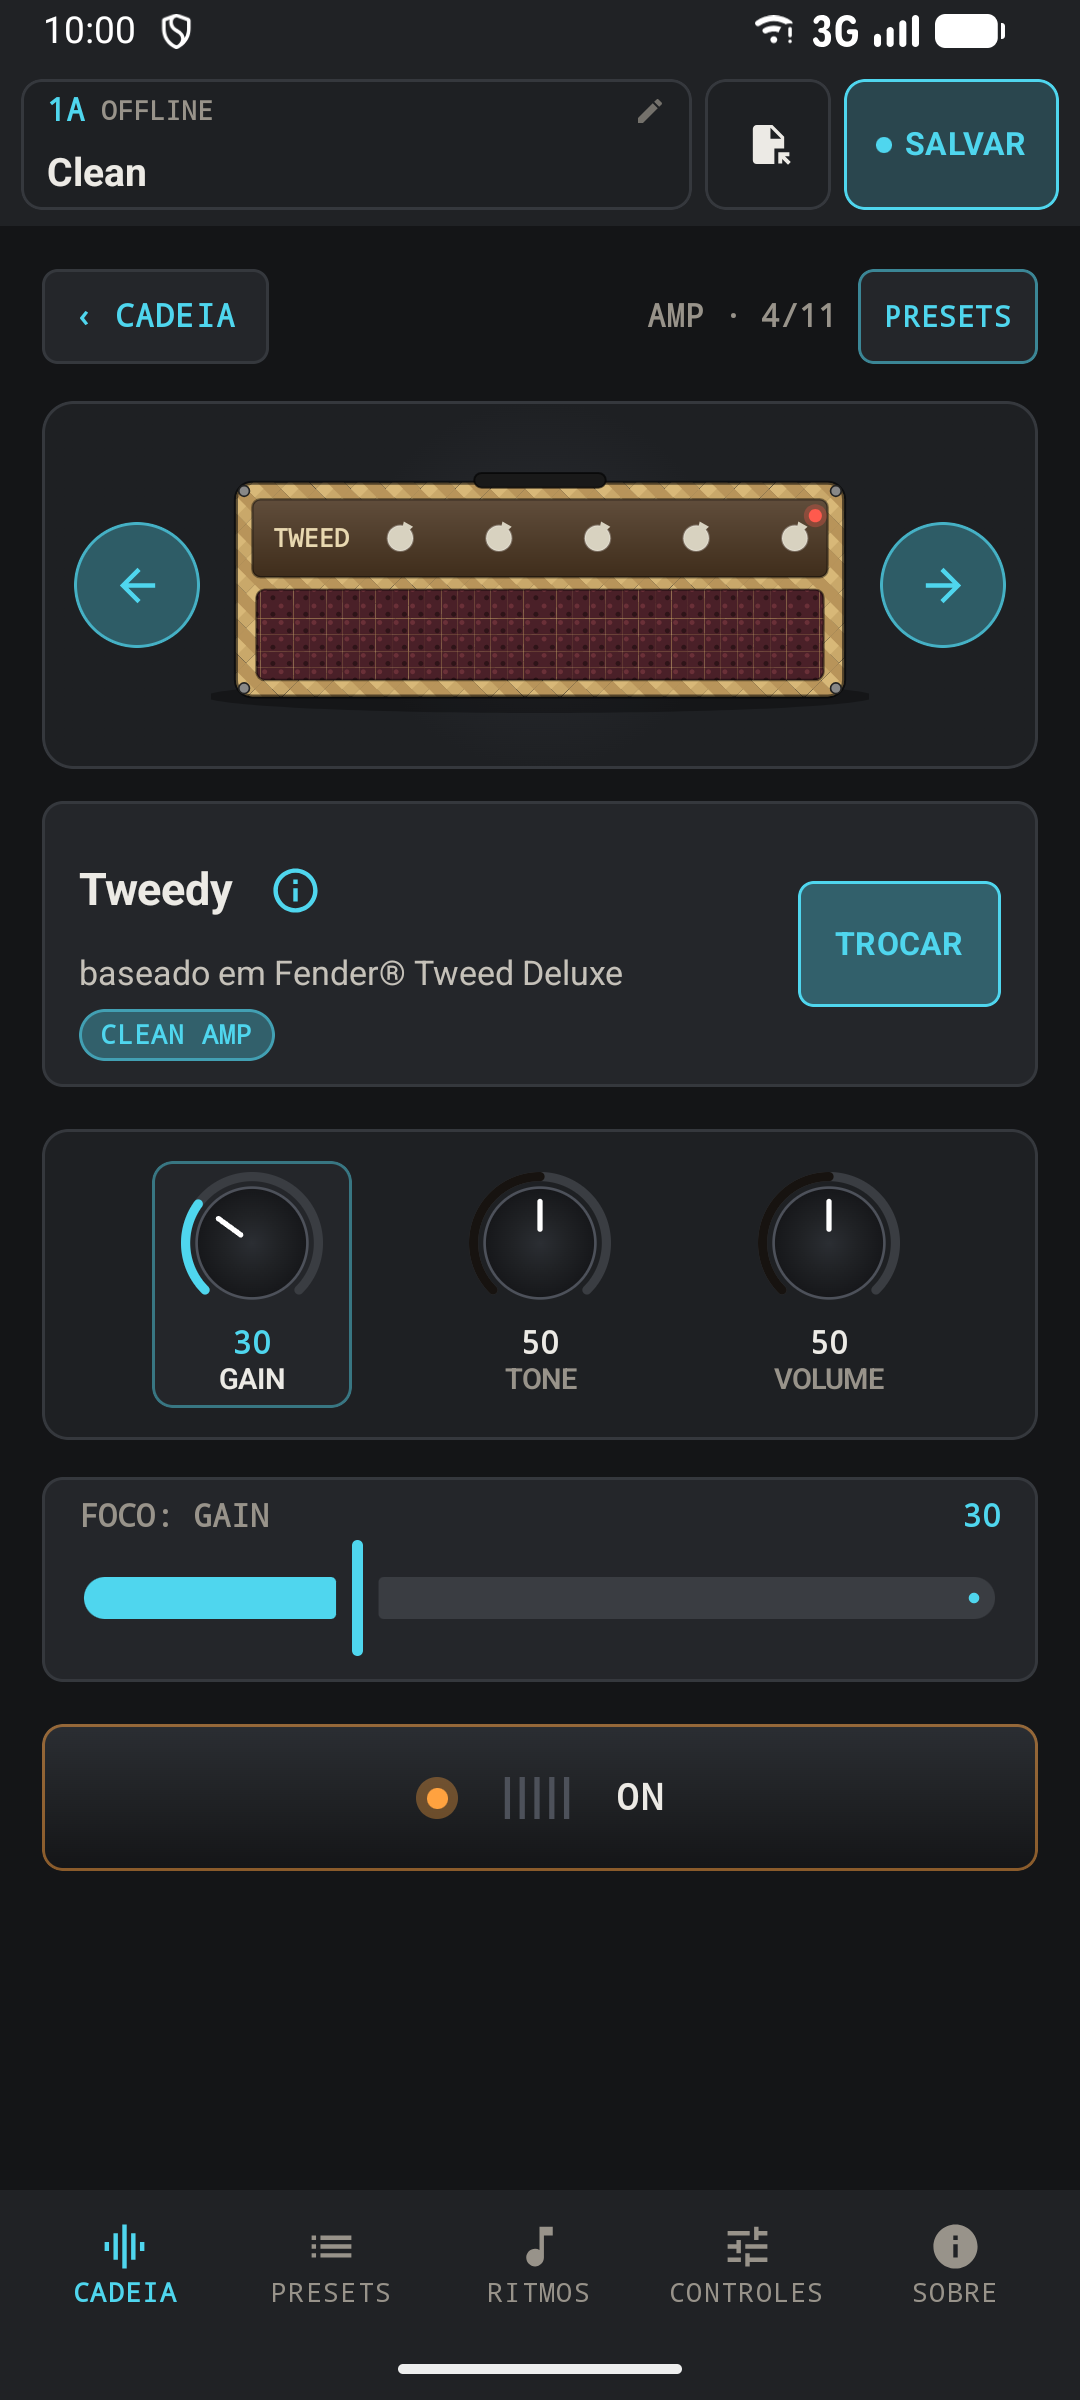 10:00
3G
1A OFFLINE
Clean
SALVAR
‹ CADEIA
AMP · 4/11
PRESETS
TWEED
Tweedy
baseado em Fender® Tweed Deluxe
CLEAN AMP
TROCAR
30
GAIN
50
TONE
50
VOLUME
FOCO: GAIN
30
ON
CADEIA
PRESETS
RITMOS
CONTROLES
SOBRE